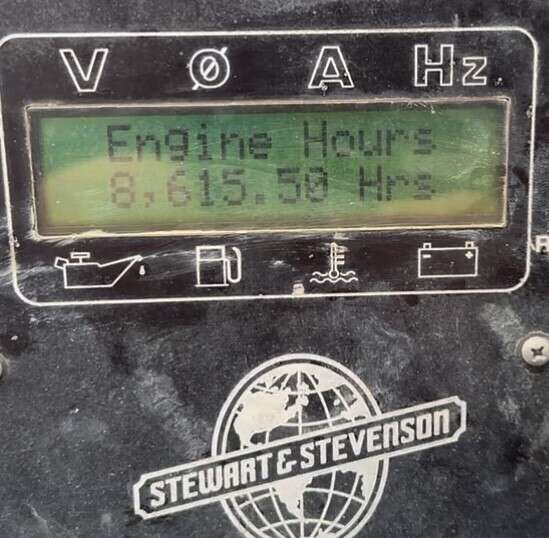 V Ø A Hz
Engine Hours
8,615.50 Hrs
STEWART & STEVENSON